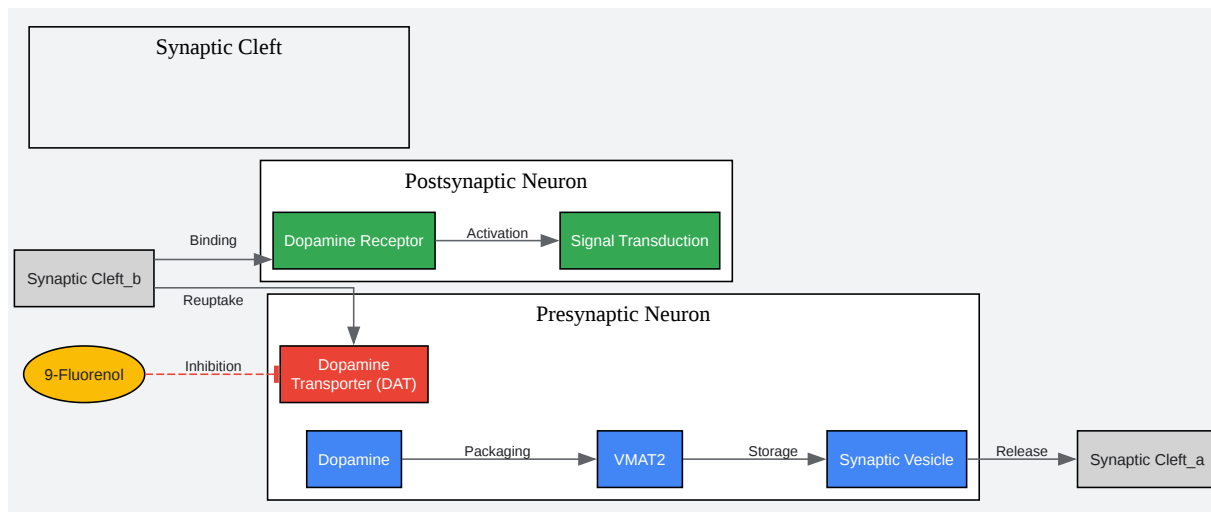 Synaptic Cleft
Postsynaptic Neuron
Binding
Dopamine Receptor
Activation
Signal Transduction
Synaptic Cleft_b
Reuptake
Presynaptic Neuron
9-Fluorenol
Inhibition
Dopamine
Transporter (DAT)
Dopamine
Packaging
VMAT2
Storage
Synaptic Vesicle
Release
Synaptic Cleft_a